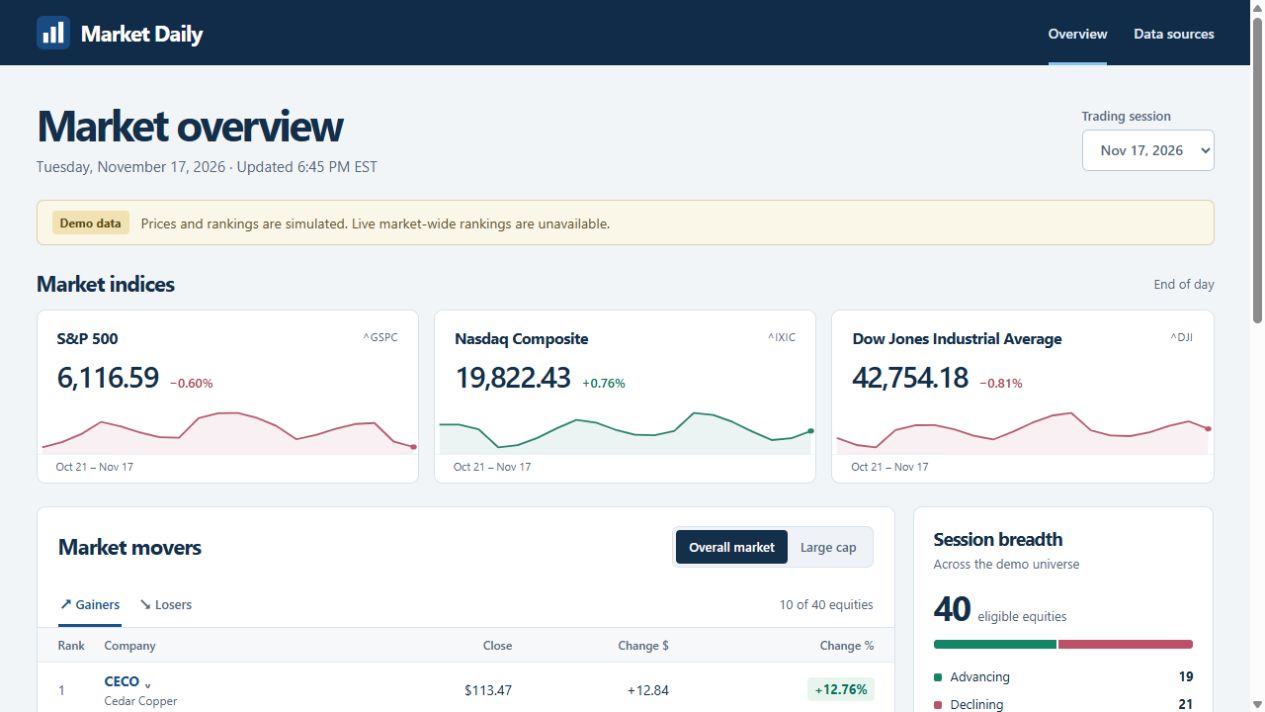 Market Daily
Overview
Data sources
Market overview
Tuesday, November 17, 2026 · Updated 6:45 PM EST
Trading session
Nov 17, 2026
Demo data
Prices and rankings are simulated. Live market-wide rankings are unavailable.
Market indices
End of day
S&P 500
^GSPC
6,116.59 −0.60%
Oct 21 – Nov 17
Nasdaq Composite
^IXIC
19,822.43 +0.76%
Oct 21 – Nov 17
Dow Jones Industrial Average
^DJI
42,754.18 −0.81%
Oct 21 – Nov 17
Market movers
Overall market
Large cap
↗ Gainers
↘ Losers
10 of 40 equities
Rank Company Close Change $ Change %
1 CECO $113.47 +12.84 +12.76%
Cedar Copper
Session breadth
Across the demo universe
40 eligible equities
Advancing 19
Declining 21